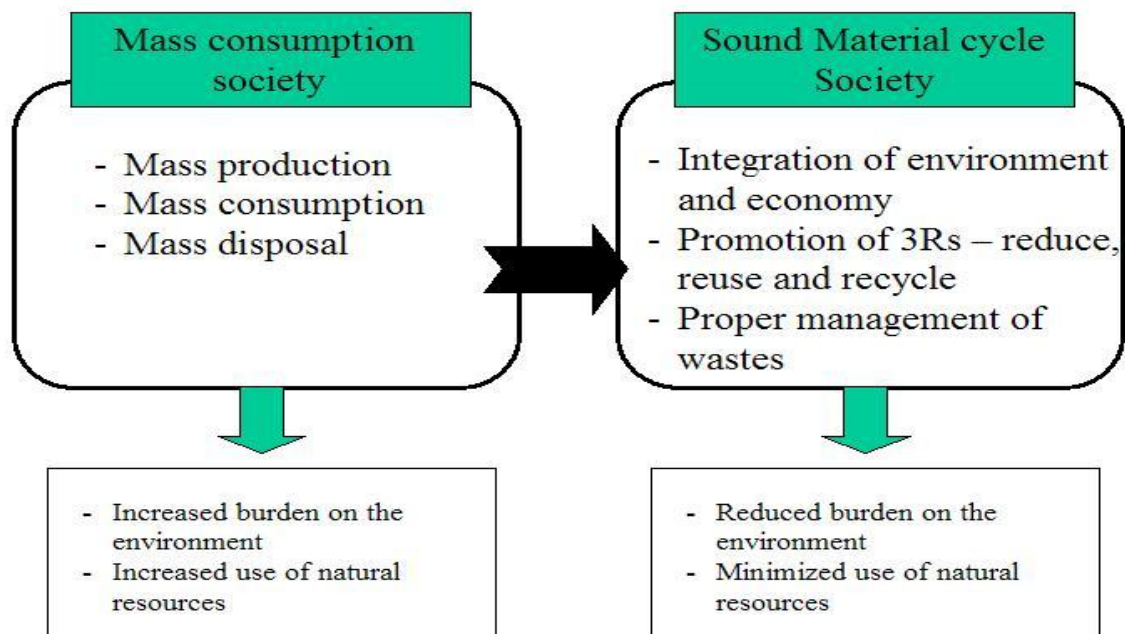 Mass consumption
society
- Mass production
- Mass consumption
- Mass disposal
- Increased burden on the
environment
- Increased use of natural
resources
Sound Material cycle
Society
- Integration of environment
and economy
- Promotion of 3Rs – reduce,
reuse and recycle
- Proper management of
wastes
- Reduced burden on the
environment
- Minimized use of natural
resources